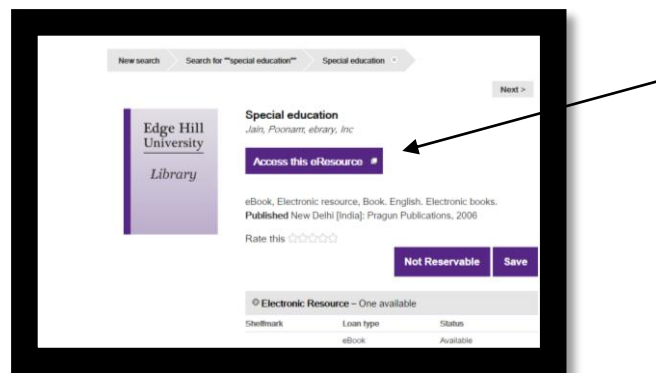 New search Search for ""special education"" Special education
Next >
Edge Hill
University
Library
Special education
Jain, Poonam; ebrary, Inc
Access this eResource
eBook, Electronic resource, Book. English. Electronic books.
Published New Delhi [India]: Pragun Publications, 2006
Rate this
Not Reservable Save
Electronic Resource – One available
Shelfmark Loan type Status
eBook Available